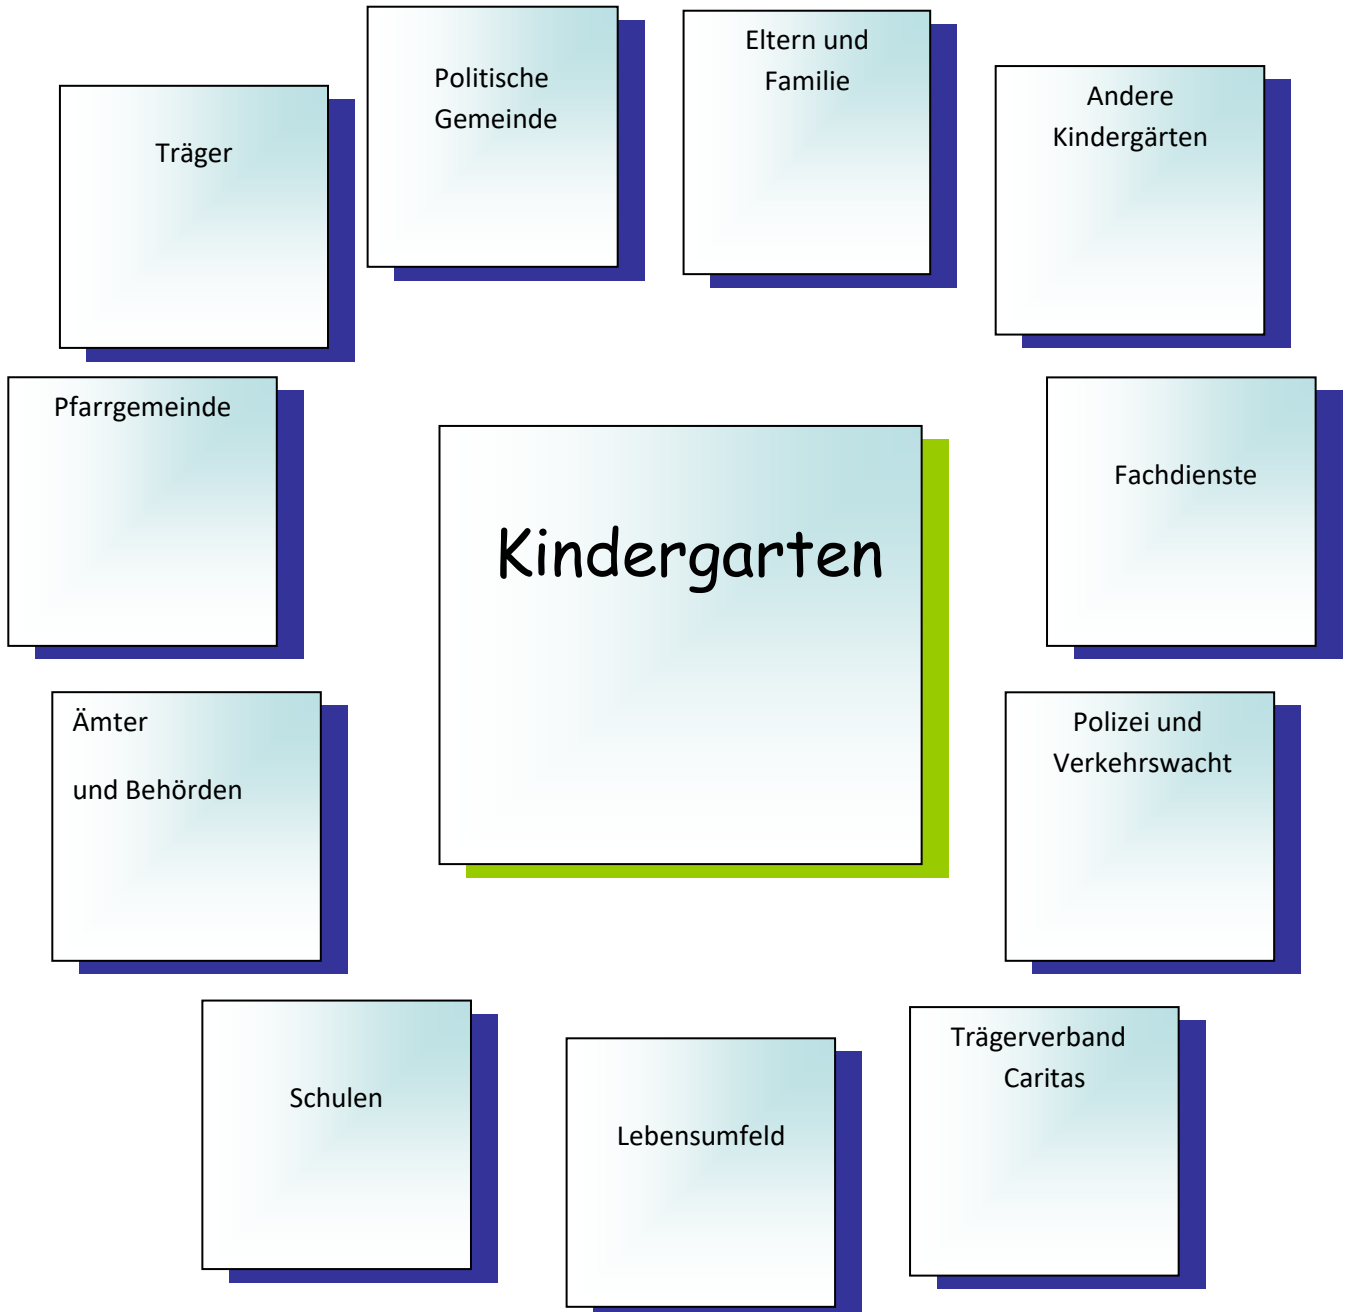 Politische
Gemeinde
Eltern und
Familie
Andere
Kindergärten
Träger
Pfarrgemeinde
Fachdienste
Kindergarten
Ämter
und Behörden
Polizei und
Verkehrswacht
Schulen
Lebensumfeld
Trägerverband
Caritas